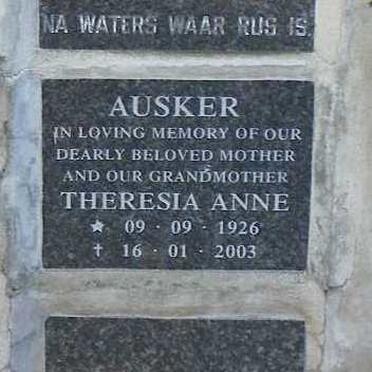 NA WATERS WAAR RUS IS.
AUSKER
IN LOVING MEMORY OF OUR
DEARLY BELOVED MOTHER
AND OUR GRANDMOTHER
THERESIA ANNE
★ 09 · 09 · 1926
✝ 16 · 01 · 2003